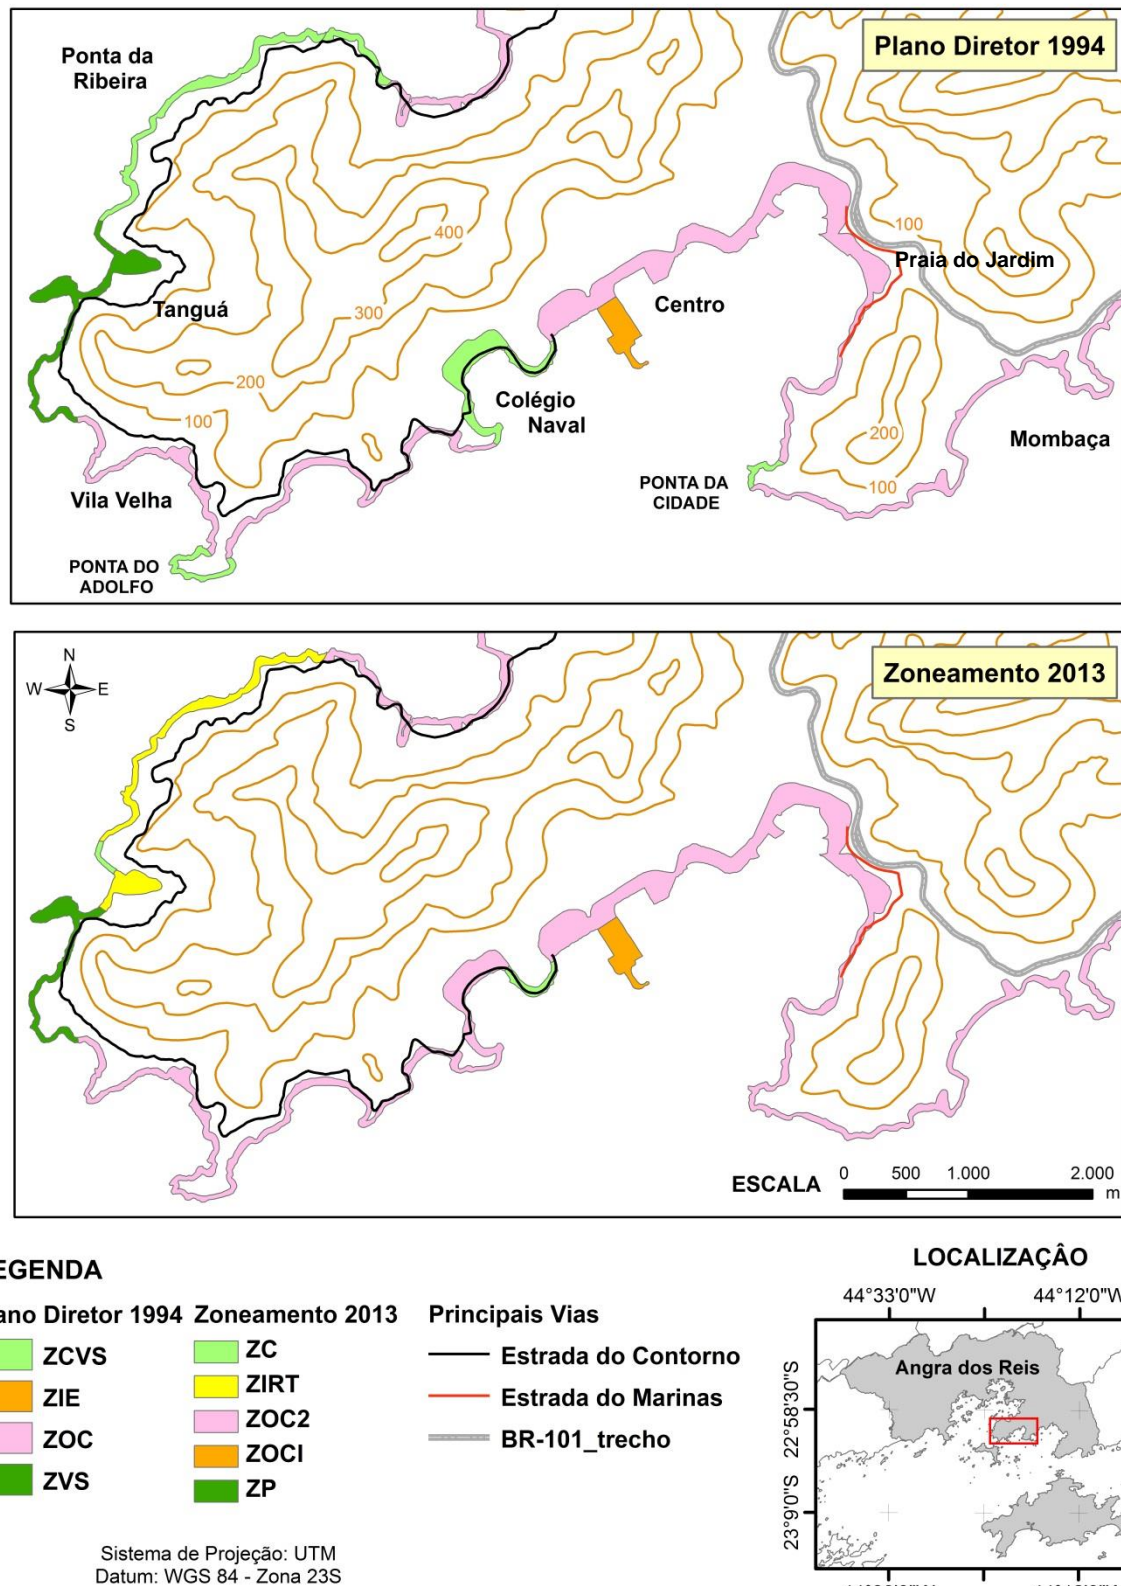 Plano Diretor 1994
Ponta da
Ribeira
400
100
Praia do Jardim
Tanguá
300
Centro
200
100
Colégio
Naval
200
100
Mombaça
PONTA DA
CIDADE
Vila Velha
PONTA DO
ADOLFO
Zoneamento 2013
N
W E
S
ESCALA
0 500 1.000 2.000
m
EGENDA
ano Diretor 1994
ZCVS
ZIE
ZOC
ZVS
Zoneamento 2013
ZC
ZIRT
ZOC2
ZOCI
ZP
Principais Vias
Estrada do Contorno
Estrada do Marinas
BR-101_trecho
Sistema de Projeção: UTM
Datum: WGS 84 - Zona 23S
LOCALIZAÇÂO
44°33'0"W 44°12'0"W
Angra dos Reis
22°58'30"S
23°9'0"S